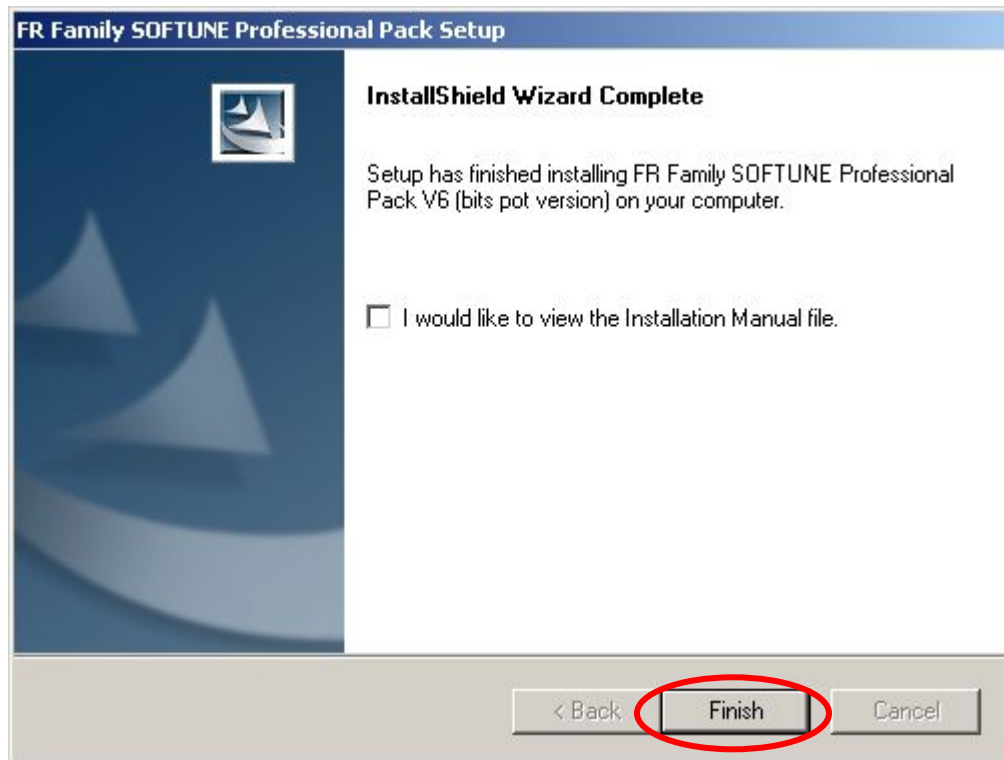 FR Family SOFTUNE Professional Pack Setup
InstallShield Wizard Complete
Setup has finished installing FR Family SOFTUNE Professional
Pack V6 (bits pot version) on your computer.
I would like to view the Installation Manual file.
< Back
Finish
Cancel